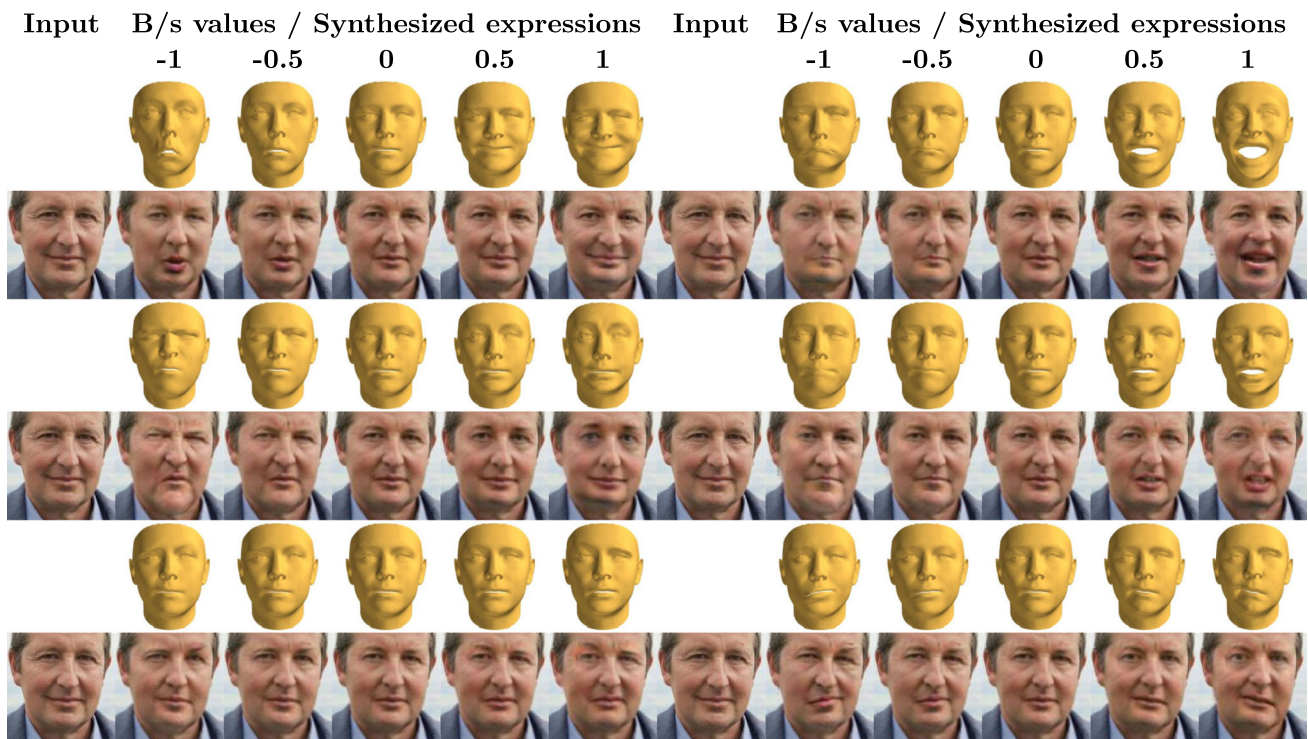 Input B/s values / Synthesized expressions Input B/s values / Synthesized expressions
-1 -0.5 0 0.5 1 -1 -0.5 0 0.5 1